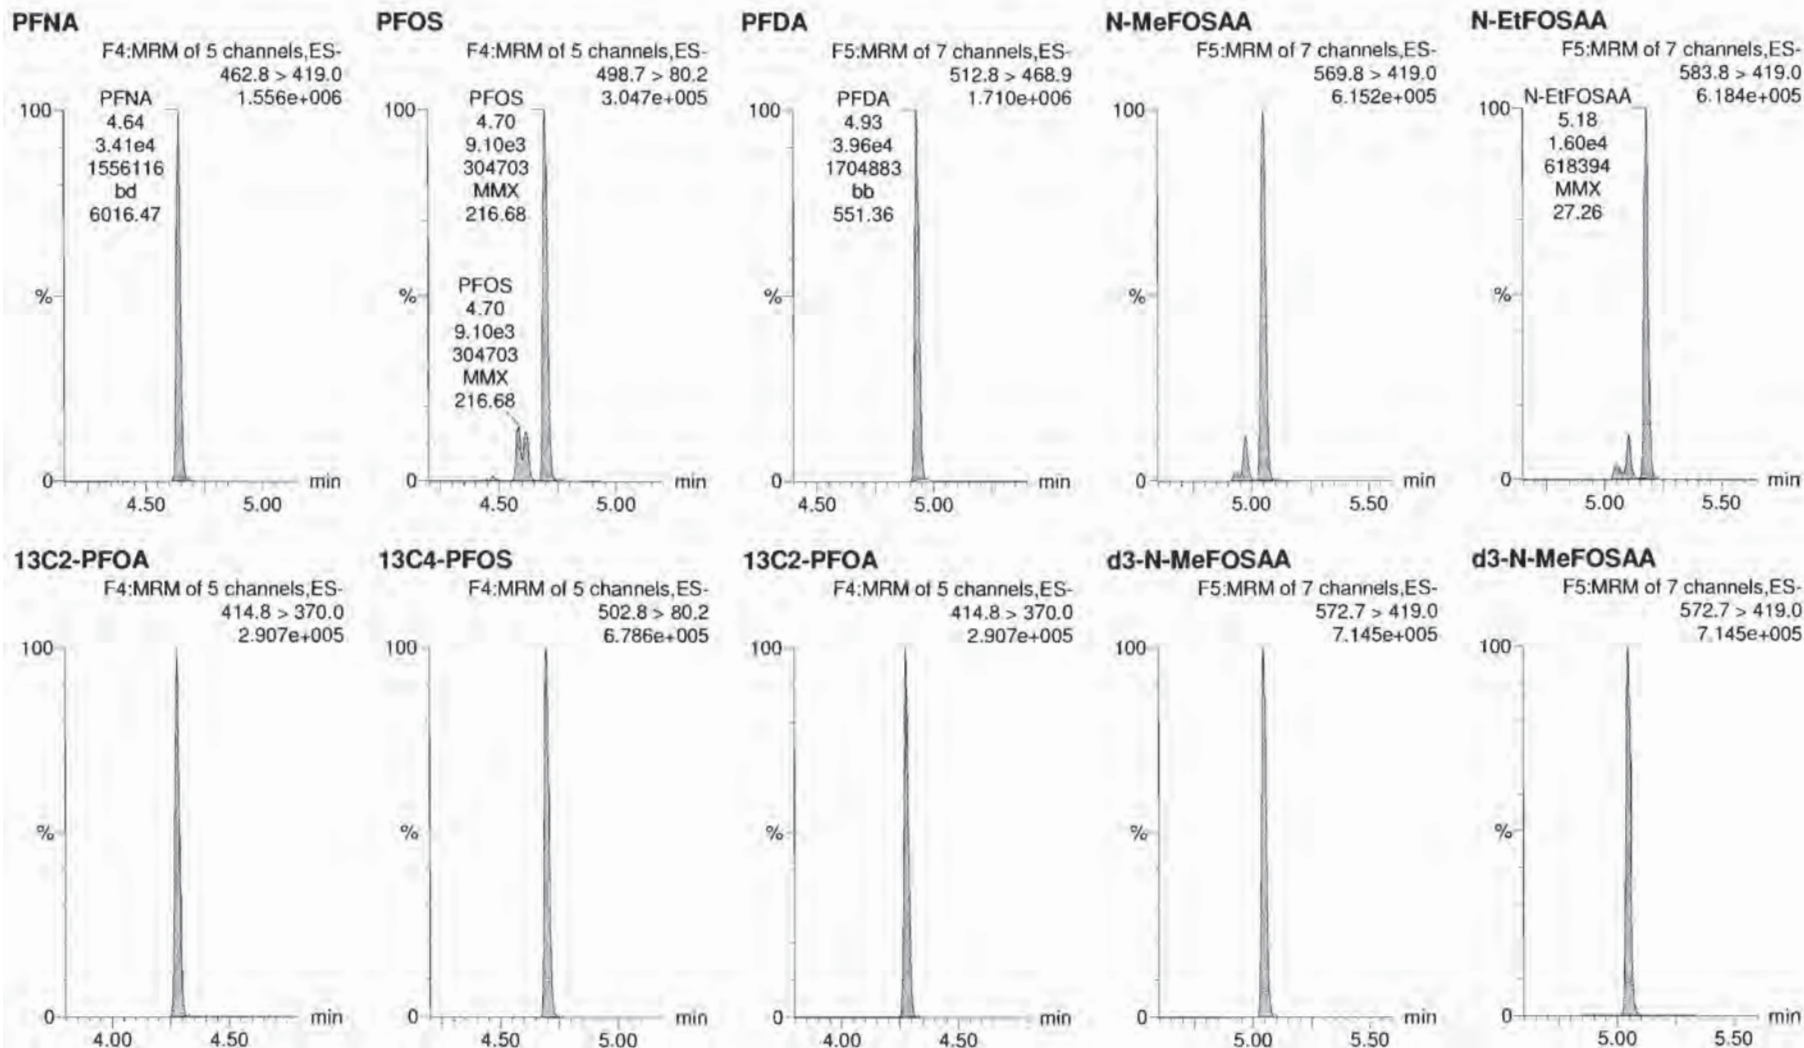 PFNA
F4:MRM of 5 channels,ES-
462.8 > 419.0
1.556e+006
100
PFNA
4.64
3.41e4
1556116
bd
6016.47
%
0
min
4.50 5.00
PFOS
F4:MRM of 5 channels,ES-
498.7 > 80.2
3.047e+005
100
PFOS
4.70
9.10e3
304703
MMX
216.68
PFOS
4.70
9.10e3
304703
MMX
216.68
%
0
min
4.50 5.00
PFDA
F5:MRM of 7 channels,ES-
512.8 > 468.9
1.710e+006
100
PFDA
4.93
3.96e4
1704883
bb
551.36
%
0
min
4.50 5.00
N-MeFOSAA
F5:MRM of 7 channels,ES-
569.8 > 419.0
6.152e+005
100
%
0
min
5.00 5.50
N-EtFOSAA
F5:MRM of 7 channels,ES-
583.8 > 419.0
6.184e+005
100
N-EtFOSAA
5.18
1.60e4
618394
MMX
27.26
%
0
min
5.00 5.50
13C2-PFOA
F4:MRM of 5 channels,ES-
414.8 > 370.0
2.907e+005
100
%
0
min
4.00 4.50
13C4-PFOS
F4:MRM of 5 channels,ES-
502.8 > 80.2
6.786e+005
100
%
0
min
4.50 5.00
13C2-PFOA
F4:MRM of 5 channels,ES-
414.8 > 370.0
2.907e+005
100
%
0
min
4.00 4.50
d3-N-MeFOSAA
F5:MRM of 7 channels,ES-
572.7 > 419.0
7.145e+005
100
%
0
min
5.00 5.50
d3-N-MeFOSAA
F5:MRM of 7 channels,ES-
572.7 > 419.0
7.145e+005
100
%
0
min
5.00 5.50